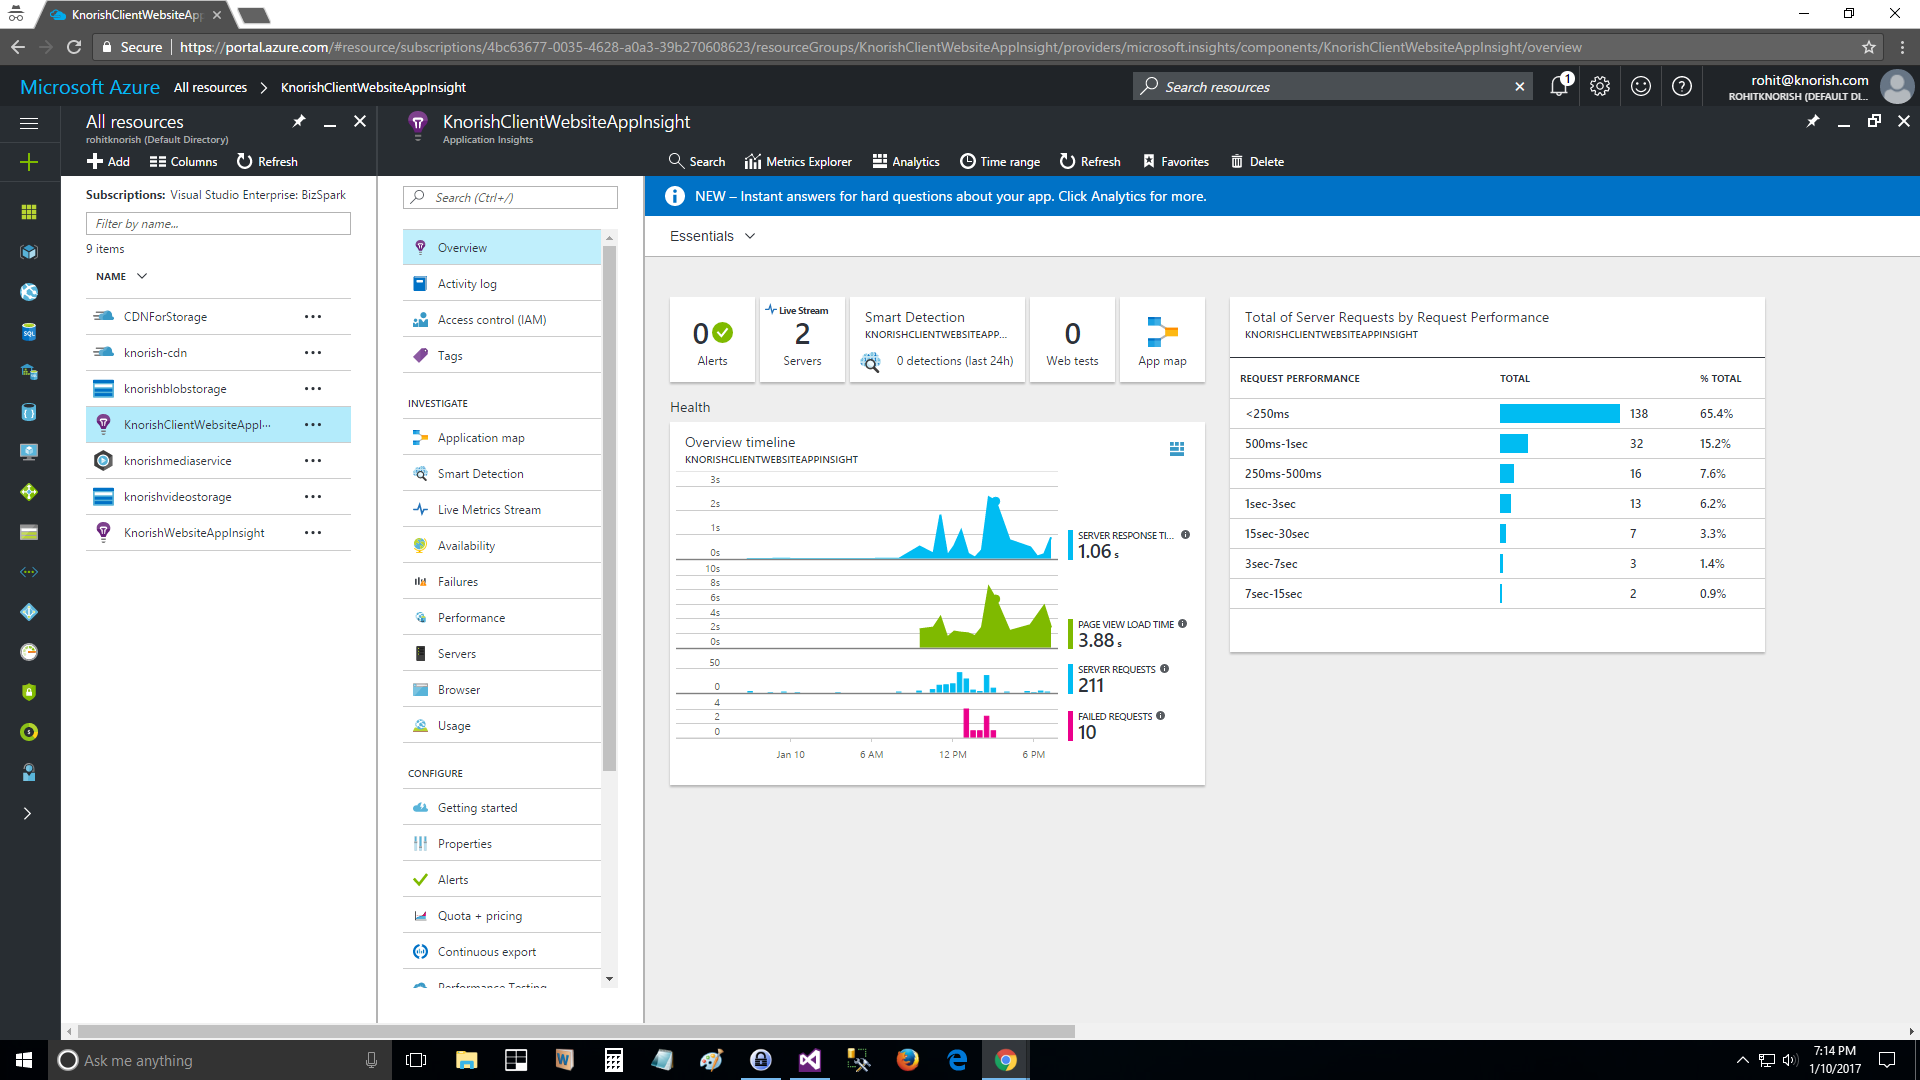 KnorishClientWebsiteApp
Secure
https://portal.azure.com/#resource/subscriptions/4bc63677-0035-4628-a0a3-39b270608623/resourceGroups/KnorishClientWebsiteAppInsight/providers/microsoft.insights/components/KnorishClientWebsiteAppInsight/overview
Microsoft Azure All resources > KnorishClientWebsiteAppInsight
Search resources
1
rohit@knorish.com
ROHITKNORISH (DEFAULT DI...
All resources
rohitknorish (Default Directory)
Add Columns Refresh
Subscriptions: Visual Studio Enterprise: BizSpark
Filter by name...
9 items
NAME
CDNForStorage
knorish-cdn
knorishblobstorage
KnorishClientWebsiteAppI...
knorishmediaservice
knorishvideostorage
KnorishWebsiteAppInsight
KnorishClientWebsiteAppInsight
Application Insights
Search Metrics Explorer Analytics Time range Refresh Favorites Delete
Search (Ctrl+/)
Overview
Activity log
Access control (IAM)
Tags
INVESTIGATE
Application map
Smart Detection
Live Metrics Stream
Availability
Failures
Performance
Servers
Browser
Usage
CONFIGURE
Getting started
Properties
Alerts
Quota + pricing
Continuous export
Performance Testing
NEW – Instant answers for hard questions about your app. Click Analytics for more.
Essentials
0
Alerts
Live Stream
2
Servers
Smart Detection
KNORISHCLIENTWEBSITEAPP...
0 detections (last 24h)
0
Web tests
App map
Health
Overview timeline
KNORISHCLIENTWEBSITEAPPINSIGHT
3s
2s
1s
0s
10s
8s
6s
4s
2s
0s
50
0
4
2
0
Jan 10 6 AM 12 PM 6 PM
SERVER RESPONSE TI...
1.06 s
PAGE VIEW LOAD TIME
3.88 s
SERVER REQUESTS
211
FAILED REQUESTS
10
Total of Server Requests by Request Performance
KNORISHCLIENTWEBSITEAPPINSIGHT
REQUEST PERFORMANCE TOTAL % TOTAL
<250ms 138 65.4%
500ms-1sec 32 15.2%
250ms-500ms 16 7.6%
1sec-3sec 13 6.2%
15sec-30sec 7 3.3%
3sec-7sec 3 1.4%
7sec-15sec 2 0.9%
Ask me anything
7:14 PM
1/10/2017